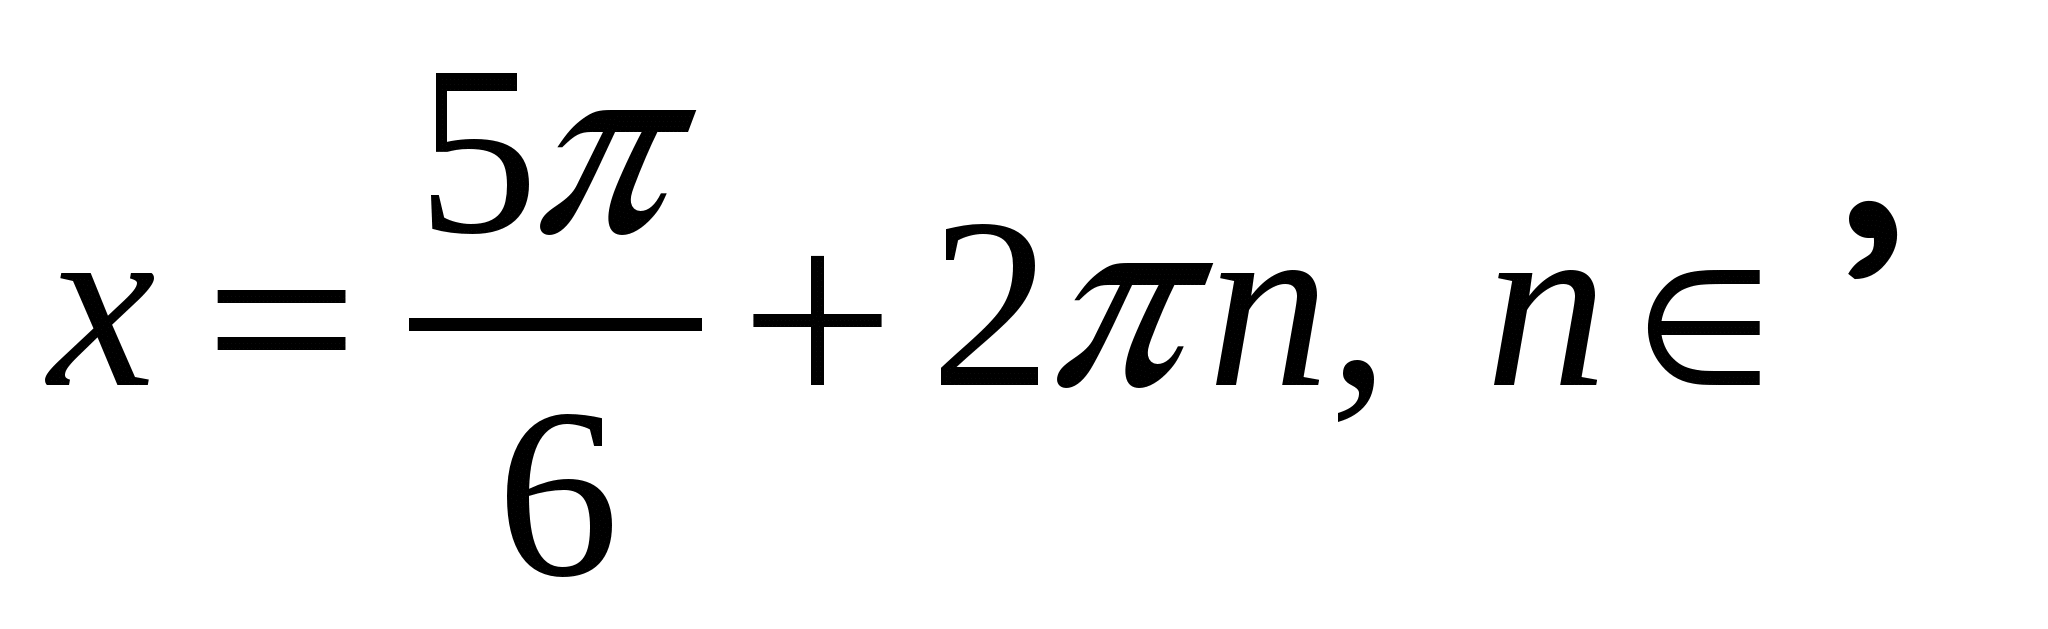 x = 5π/6 + 2πn, n ∈ ’